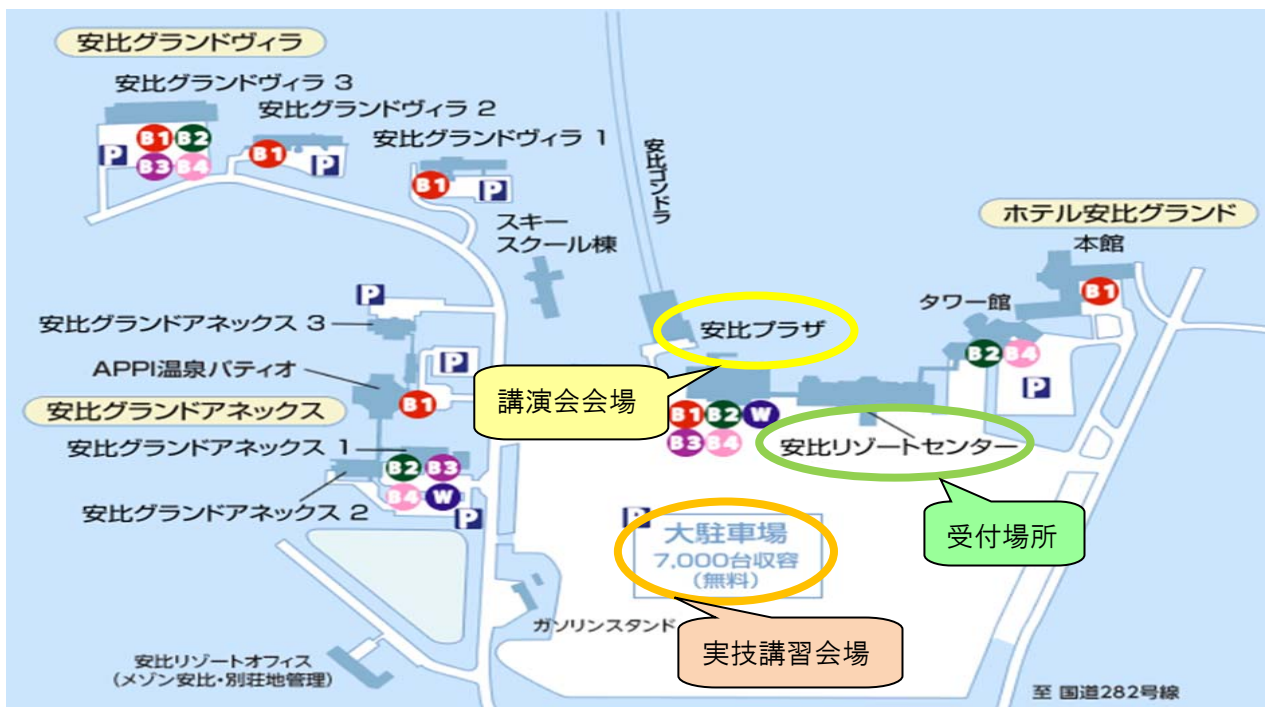 安比グランドヴィラ
安比グランドヴィラ 3
安比グランドヴィラ 2
安比グランドヴィラ 1
B1 B2
B3 B4
P
B1
P
B1
P
スキー
スクール棟
安比ゴンドラ
ホテル安比グランド
本館
B1
タワー館
B2 B4
P
P
安比グランドアネックス 3
P
APPI温泉パティオ
B1
安比グランドアネックス
安比グランドアネックス 1
B2 B3
B4 W
安比グランドアネックス 2
P
安比プラザ
講演会会場
B1 B2 W
B3 B4
安比リゾートセンター
受付場所
P
大駐車場
7,000台収容
(無料)
実技講習会場
ガソリンスタンド
安比リゾートオフィス
(メゾン安比・別荘地管理)
至 国道282号線